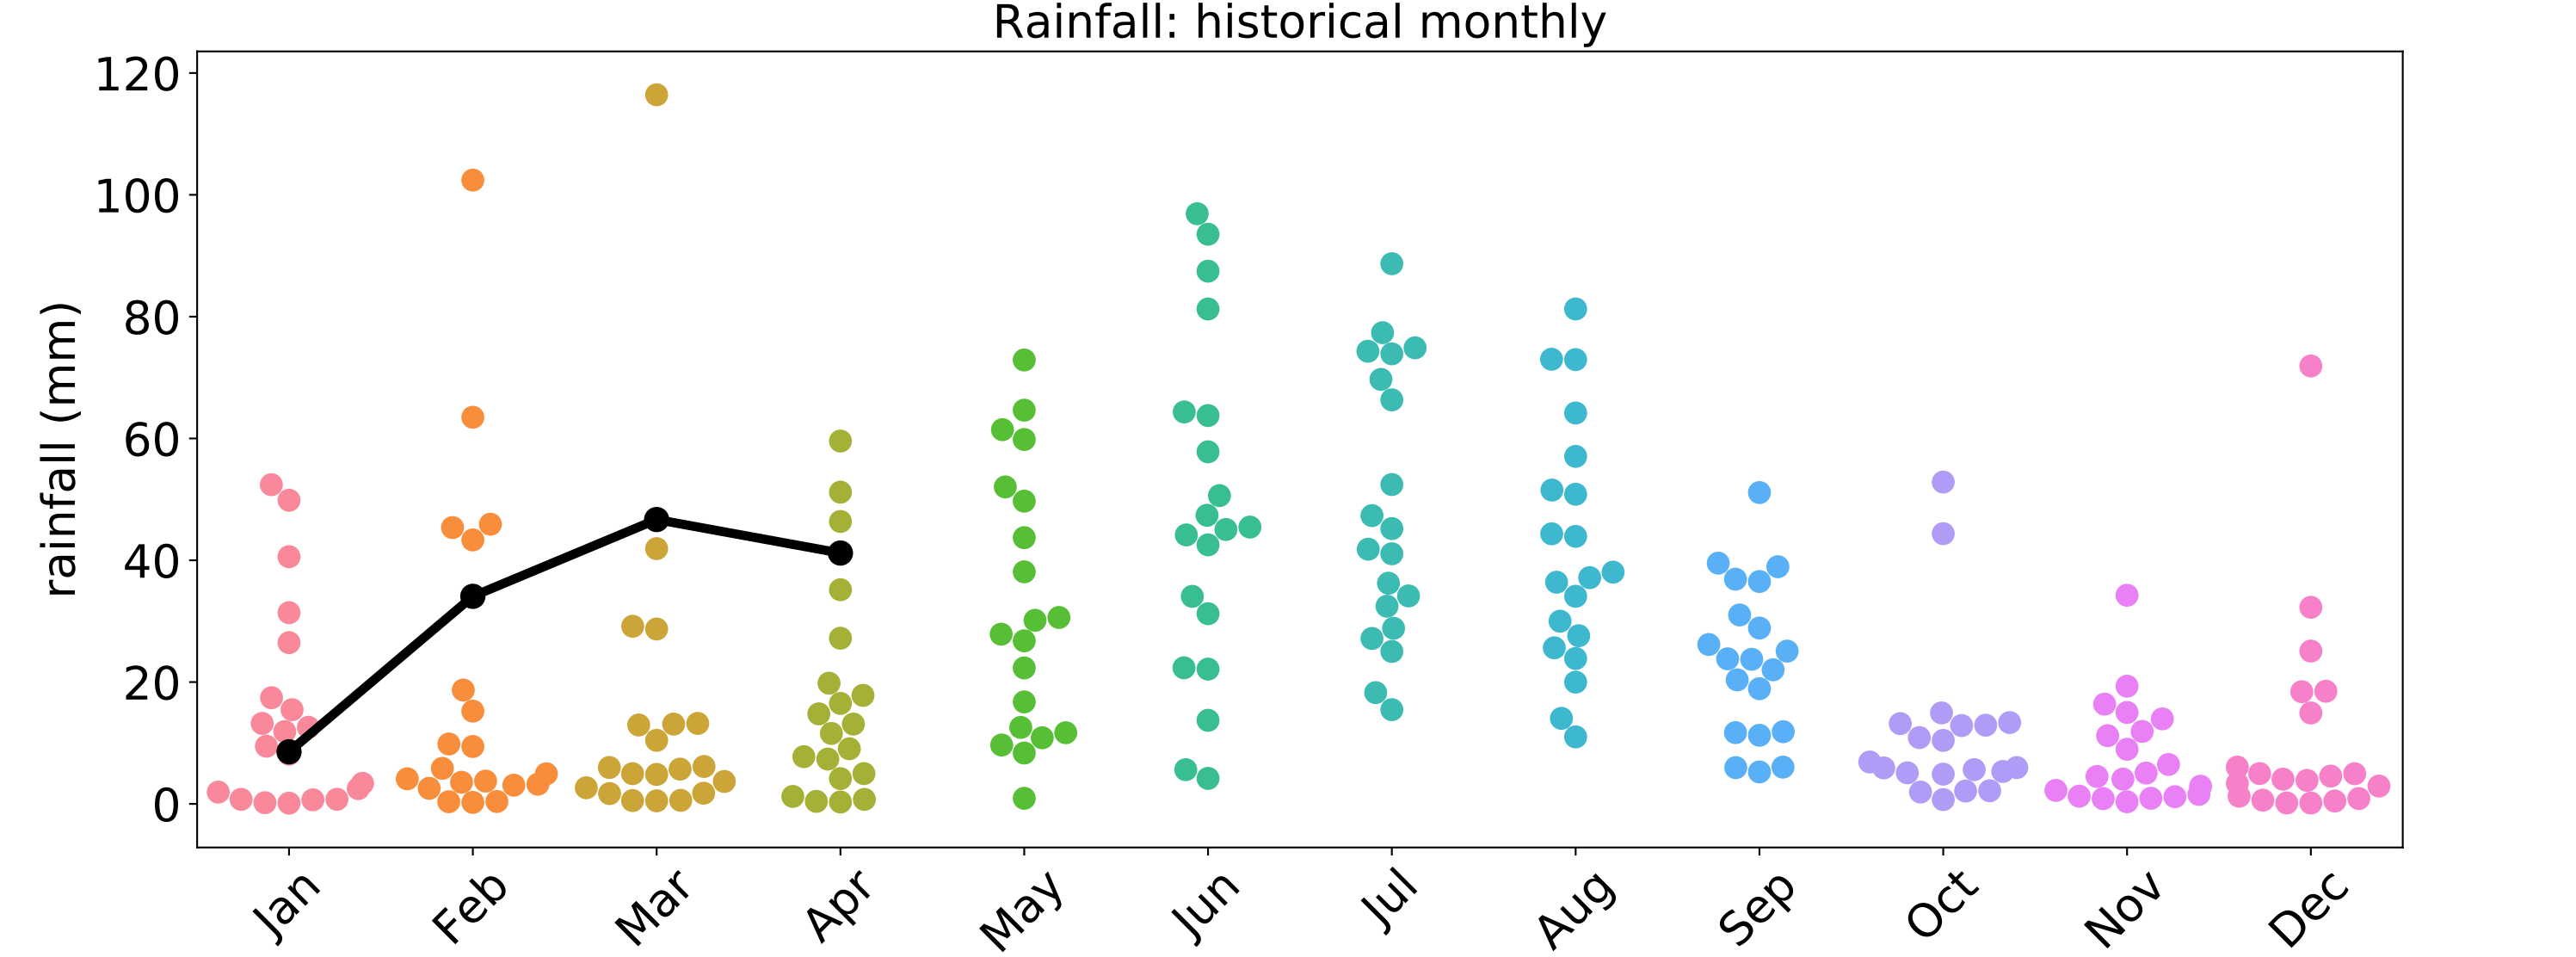 Rainfall: historical monthly
rainfall (mm)
120
100
80
60
40
20
0
Jan
Feb
Mar
Apr
May
Jun
Jul
Aug
Sep
Oct
Nov
Dec